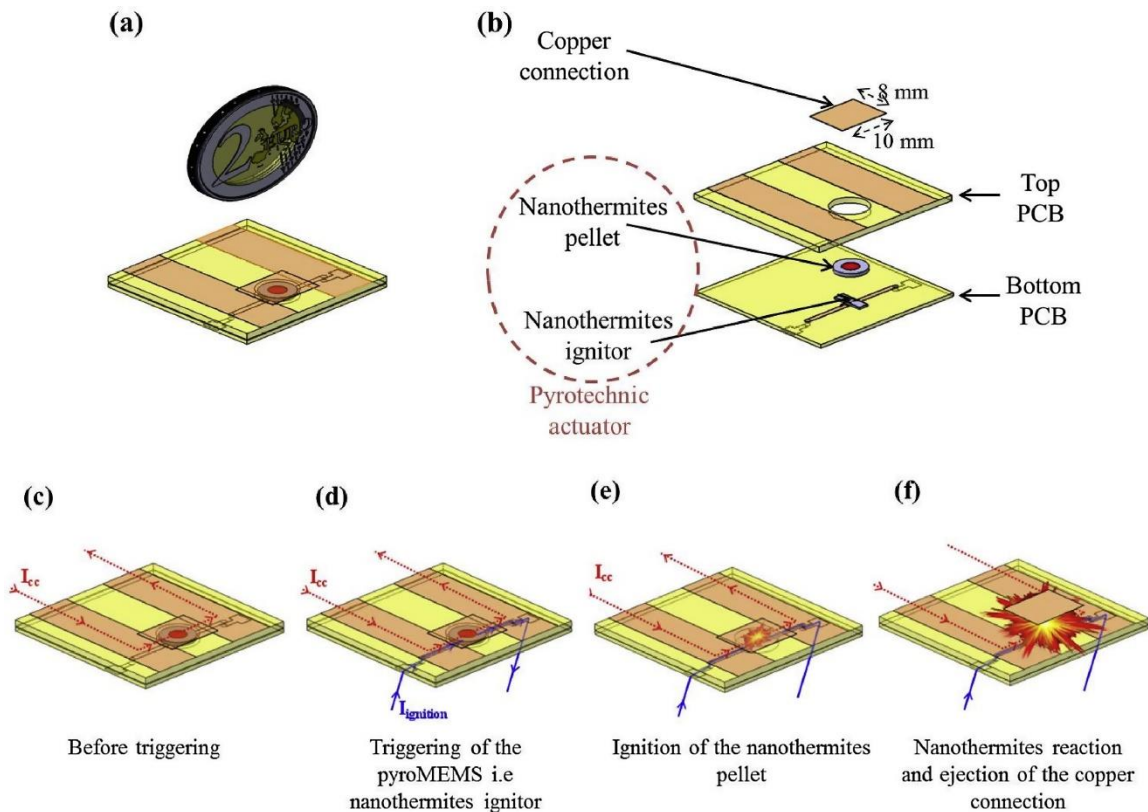 (a)
(b)
Copper
connection
8 mm
10 mm
2
Top
PCB
Nanothermites
pellet
Bottom
PCB
Nanothermites
ignitor
Pyrotechnic
actuator
(c)
(d)
(e)
(f)
Icc
Icc
Icc
Iignition
Before triggering
Triggering of the
pyroMEMS i.e
nanothermites ignitor
Ignition of the nanothermites
pellet
Nanothermites reaction
and ejection of the copper
connection